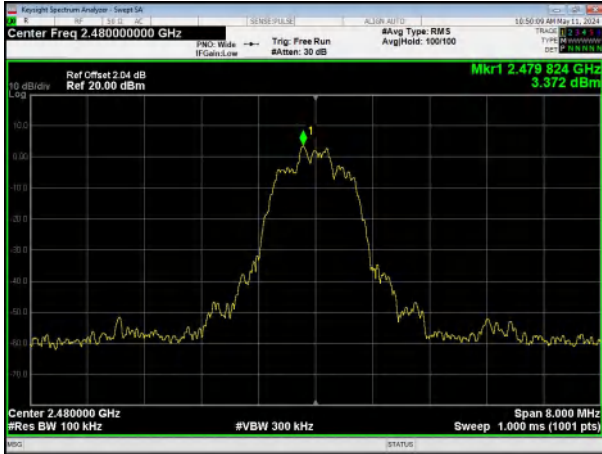 Keysight Spectrum Analyzer - Swept SA
R RF 50 Ω AC SENSE:PULSE ALIGN AUTO 10:50:09 AM May 11, 2024
Center Freq 2.480000000 GHz
PNO: Wide Trig: Free Run
IFGain:Low #Atten: 30 dB
#Avg Type: RMS
Avg|Hold: 100/100
TRACE 1 2 3 4 5 6
TYPE M W W W W W
DET P N N N N N
Mkr1 2.479 824 GHz
3.372 dBm
Ref Offset 2.04 dB
10 dB/div Ref 20.00 dBm
Log
1
10.0
0.00
-10.0
-20.0
-30.0
-40.0
-50.0
-60.0
-70.0
Center 2.480000 GHz Span 8.000 MHz
#Res BW 100 kHz #VBW 300 kHz Sweep 1.000 ms (1001 pts)
MSG STATUS